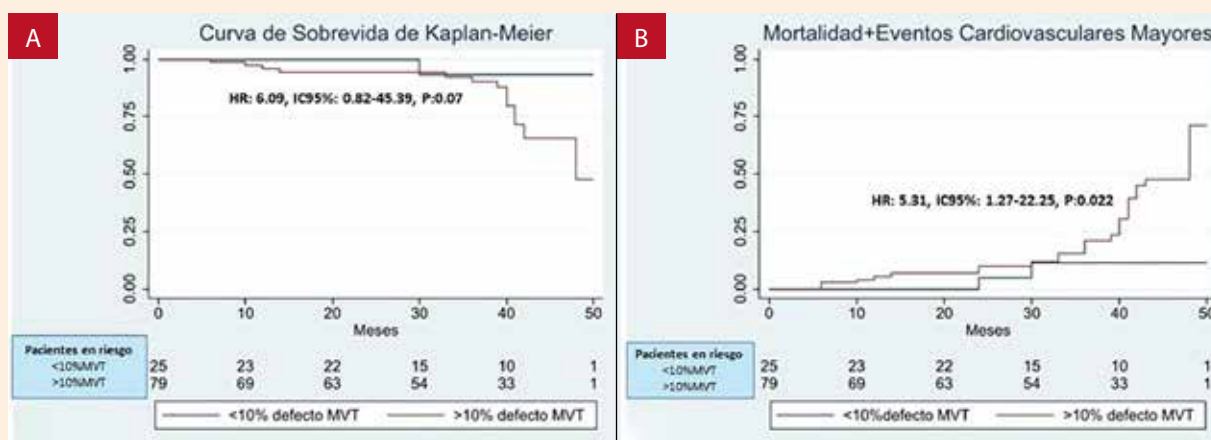 A
Curva de Sobrevida de Kaplan-Meier
1.00
0.75
0.50
0.25
0.00
HR: 6.09, IC95%: 0.82-45.39, P:0.07
0 10 20 30 40 50
Meses
Pacientes en riesgo
<10%MVT 25 23 22 15 10 1
>10%MVT 79 69 63 54 33 1
<10% defecto MVT >10% defecto MVT
B
Mortalidad+Eventos Cardiovasculares Mayores
1.00
0.75
0.50
0.25
0.00
HR: 5.31, IC95%: 1.27-22.25, P:0.022
0 10 20 30 40 50
Meses
Pacientes en riesgo
<10%MVT 25 23 22 15 10 1
>10%MVT 79 69 63 54 33 1
<10%defecto MVT >10% defecto MVT